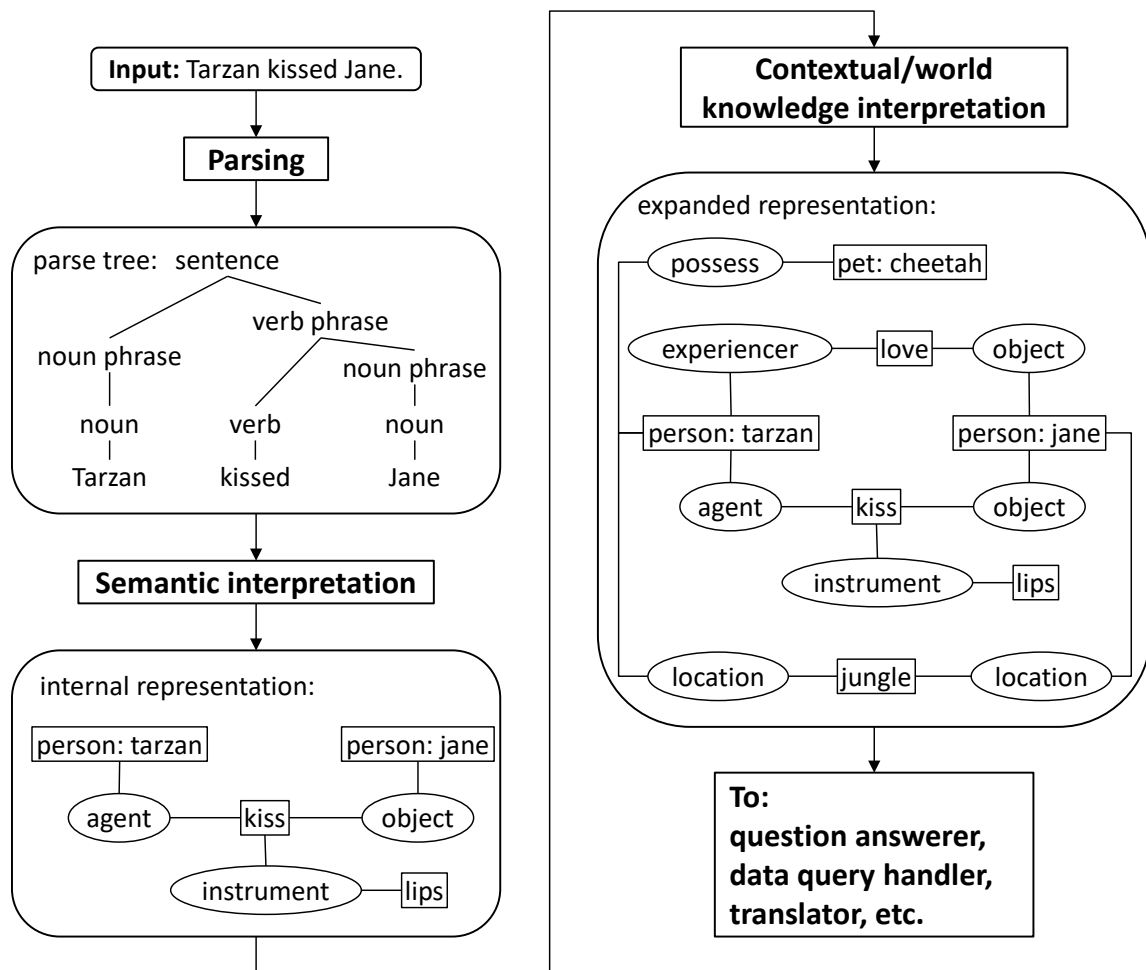 Input: Tarzan kissed Jane.
Parsing
parse tree: sentence
verb phrase
noun phrase
noun phrase
noun verb noun
Tarzan kissed Jane
Semantic interpretation
internal representation:
person: tarzan person: jane
agent kiss object
instrument lips
Contextual/world
knowledge interpretation
expanded representation:
possess pet: cheetah
experiencer love object
person: tarzan person: jane
agent kiss object
instrument lips
location jungle location
To:
question answerer,
data query handler,
translator, etc.